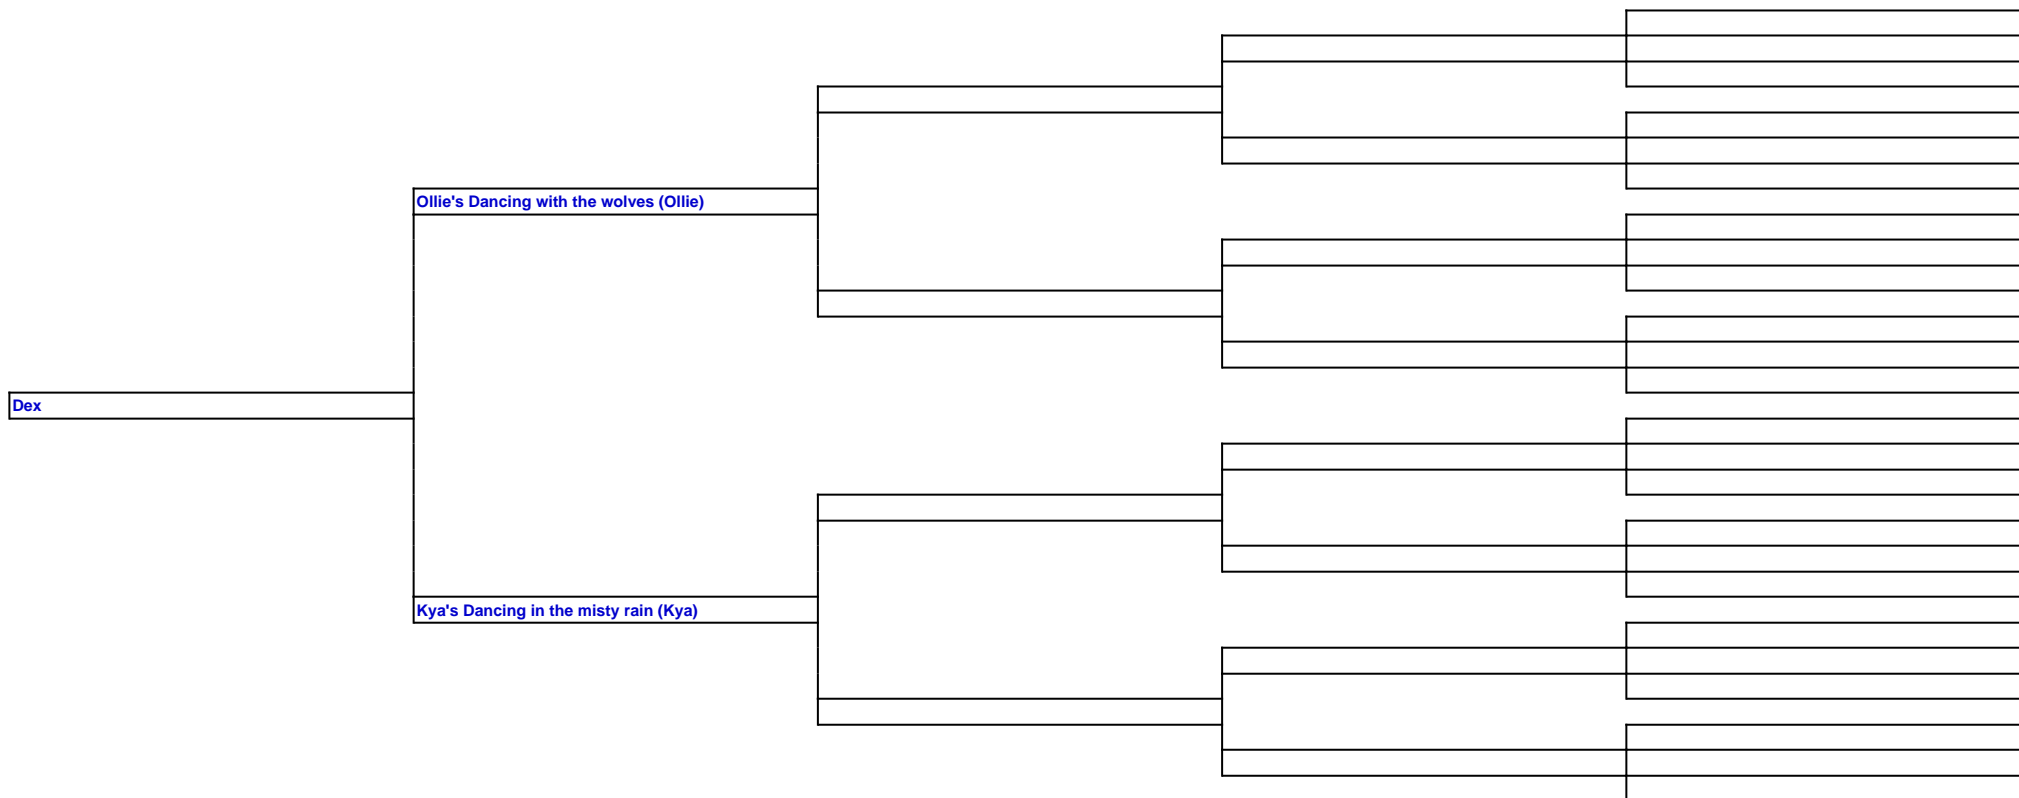 Ollie's Dancing with the wolves (Ollie)
Dex
Kya's Dancing in the misty rain (Kya)